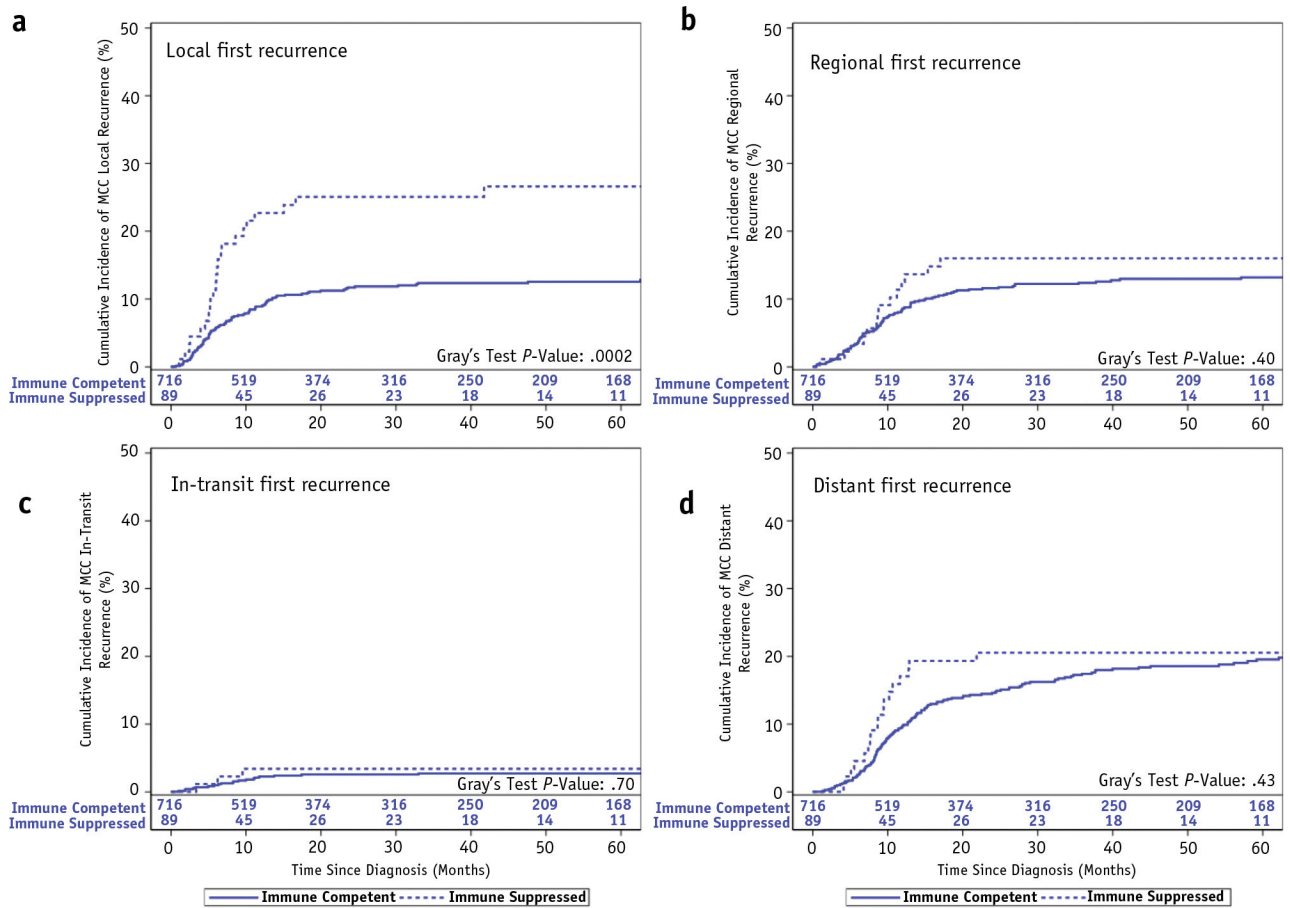 a
Local first recurrence
Cumulative Incidence of MCC Local Recurrence (%)
50
40
30
20
10
0
Gray's Test P-Value: .0002
Immune Competent 716 519 374 316 250 209 168
Immune Suppressed 89 45 26 23 18 14 11
0 10 20 30 40 50 60
b
Regional first recurrence
Cumulative Incidence of MCC Regional
Recurrence (%)
50
40
30
20
10
0
Gray's Test P-Value: .40
Immune Competent 716 519 374 316 250 209 168
Immune Suppressed 89 45 26 23 18 14 11
0 10 20 30 40 50 60
c
In-transit first recurrence
Cumulative Incidence of MCC In-Transit
Recurrence (%)
50
40
30
20
10
0
Gray's Test P-Value: .70
Immune Competent 716 519 374 316 250 209 168
Immune Suppressed 89 45 26 23 18 14 11
0 10 20 30 40 50 60
Time Since Diagnosis (Months)
Immune Competent Immune Suppressed
d
Distant first recurrence
Cumulative Incidence of MCC Distant
Recurrence (%)
50
40
30
20
10
0
Gray's Test P-Value: .43
Immune Competent 716 519 374 316 250 209 168
Immune Suppressed 89 45 26 23 18 14 11
0 10 20 30 40 50 60
Time Since Diagnosis (Months)
Immune Competent Immune Suppressed